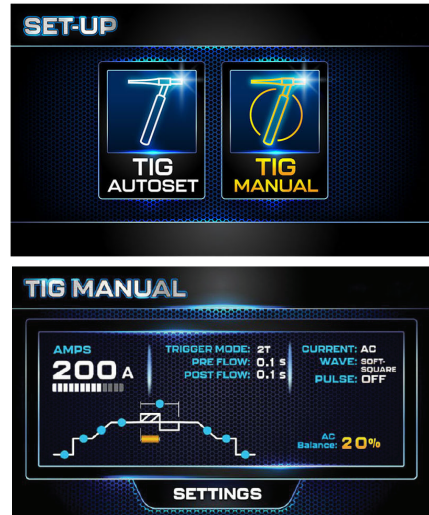 SET-UP
TIG
AUTOSET
TIG
MANUAL
TIG MANUAL
AMPS
200 A
TRIGGER MODE: 2T
PRE FLOW: 0.1 s
POST FLOW: 0.1 s
CURRENT: AC
WAVE: SOFT-
SQUARE
PULSE: OFF
AC
Balance: 20%
SETTINGS